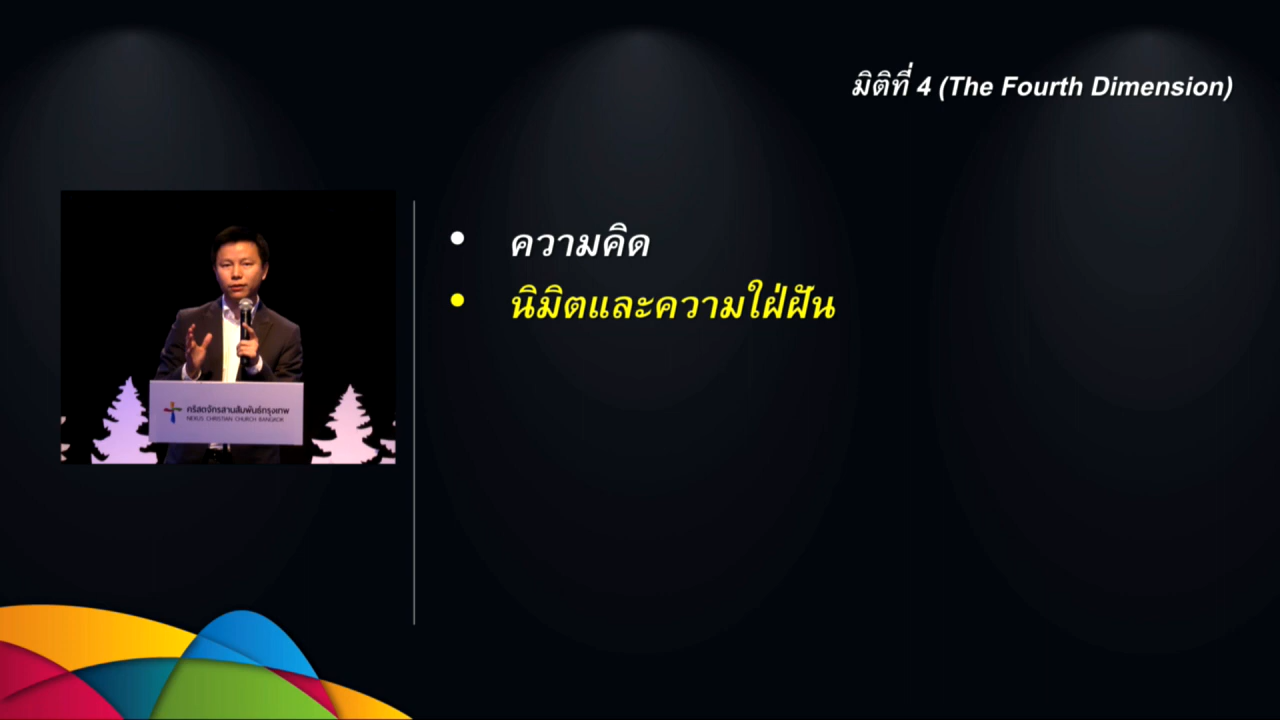 มิติที่ 4 (The Fourth Dimension)
• ความคิด
• นิมิตและความใฝ่ฝัน
คริสตจักรสานสัมพันธ์กรุงเทพ
NEXUS CHRISTIAN CHURCH BANGKOK